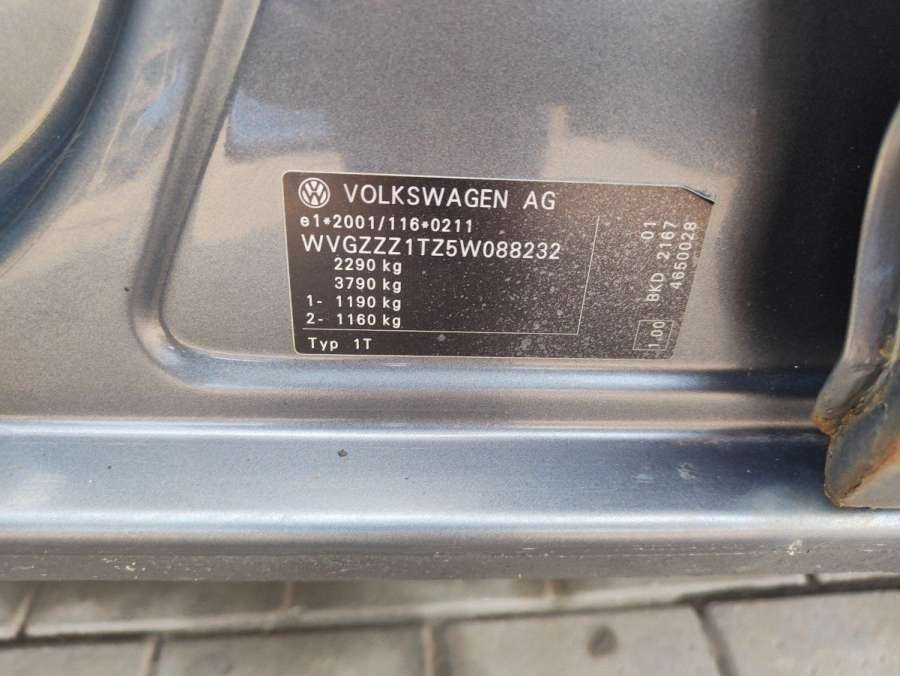 VOLKSWAGEN AG
e1*2001/116*0211
WVGZZZ1TZ5W088232
2290 kg
3790 kg
1- 1190 kg
2- 1160 kg
Typ 1T
01
BKD 2167
4650028
1.00